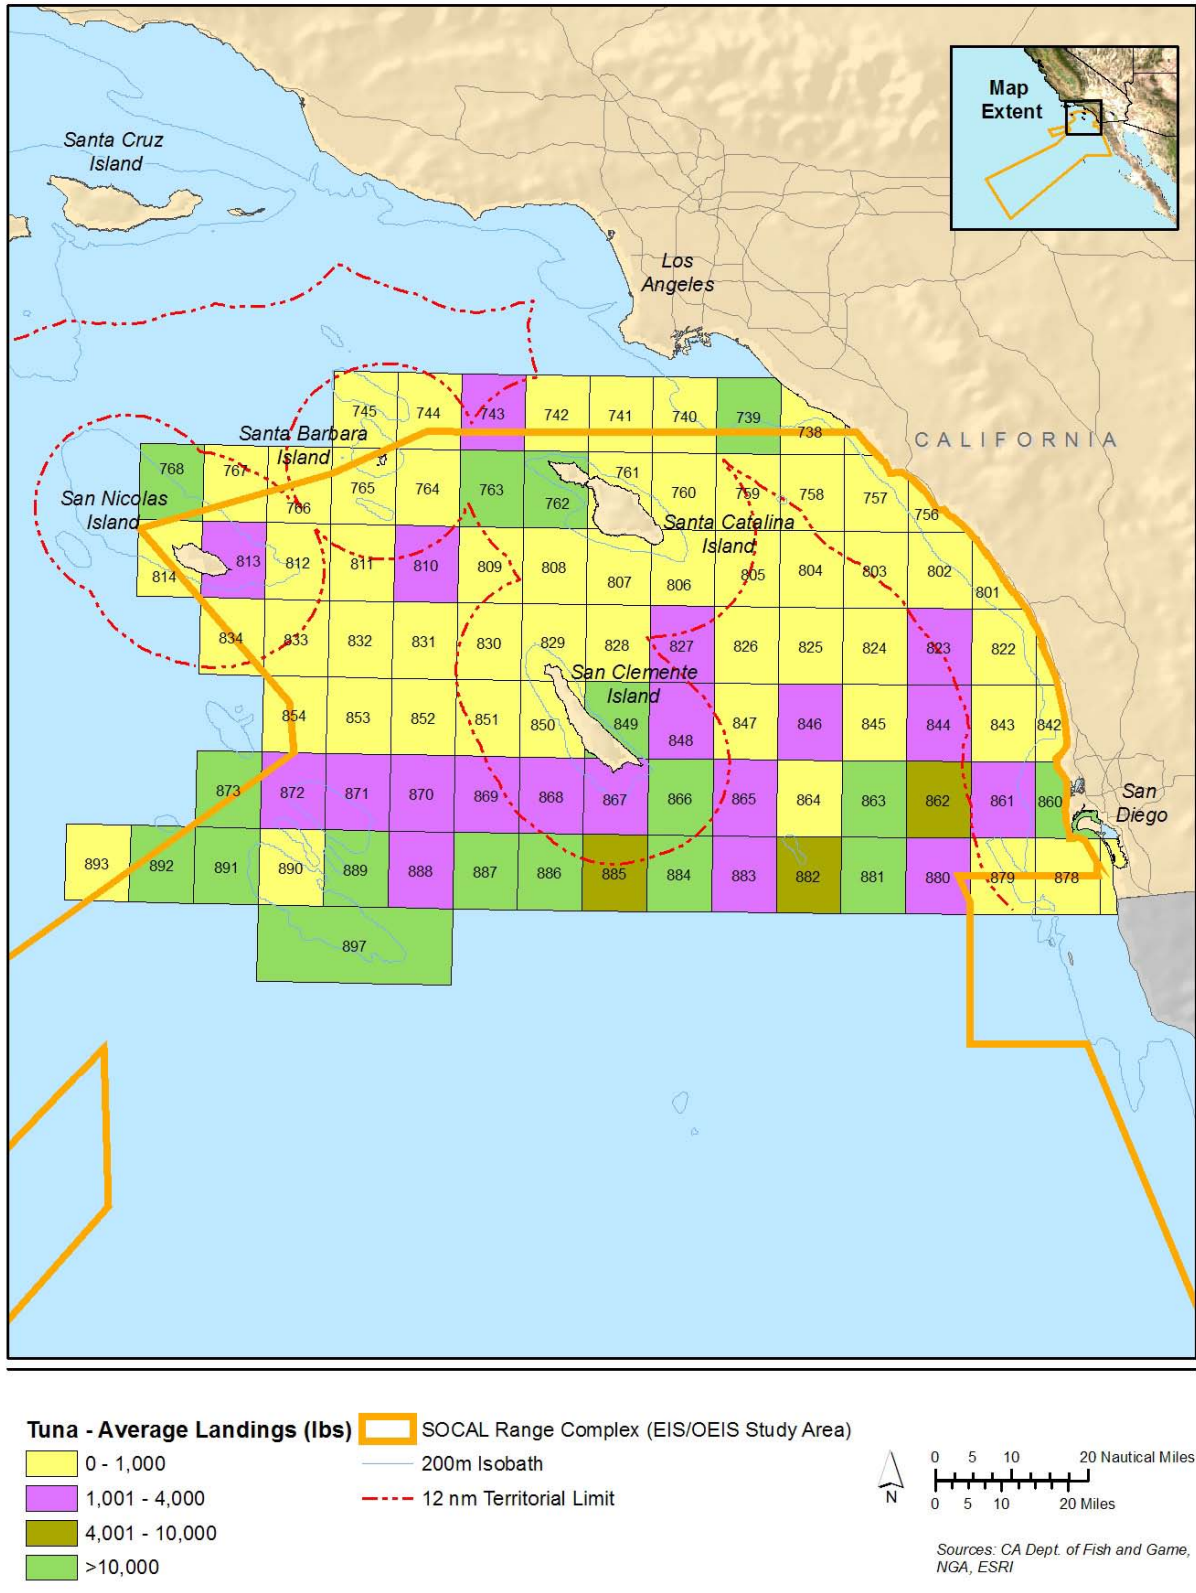 Santa Cruz
Island
Map
Extent
Los
Angeles
745 744 743 742 741 740 739 738
CALIFORNIA
Santa Barbara
Island
768 767 766 765 764 763 762 761 760 759 758 757 756
San Nicolas
Island
Santa Catalina
Island
814 813 812 811 810 809 808 807 806 805 804 803 802 801
834 833 832 831 830 829 828 827 826 825 824 823 822
San Clemente
Island
854 853 852 851 850 849 848 847 846 845 844 843 842
873 872 871 870 869 868 867 866 865 864 863 862 861 860
San
Diego
893 892 891 890 889 888 887 886 885 884 883 882 881 880 879 878
897
Tuna - Average Landings (lbs)
0 - 1,000
1,001 - 4,000
4,001 - 10,000
>10,000
SOCAL Range Complex (EIS/OEIS Study Area)
200m Isobath
12 nm Territorial Limit
N
0 5 10 20 Nautical Miles
0 5 10 20 Miles
Sources: CA Dept. of Fish and Game,
NGA, ESRI